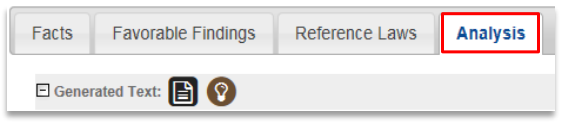 Facts Favorable Findings Reference Laws Analysis
Generated Text: